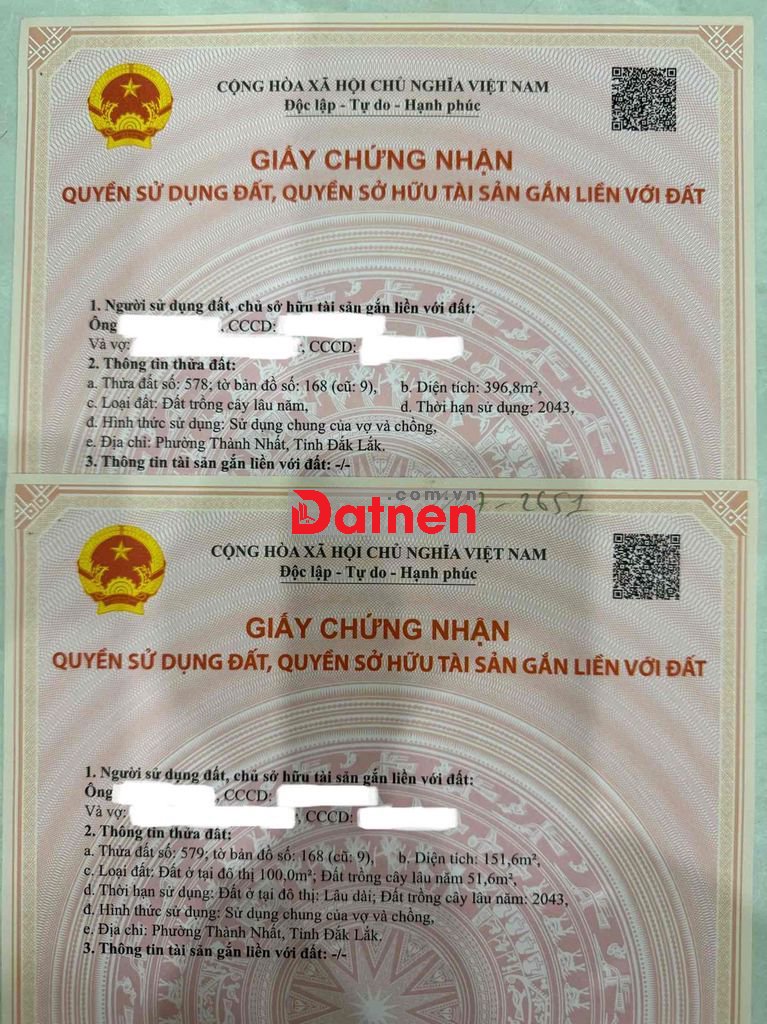 CỘNG HÒA XÃ HỘI CHỦ NGHĨA VIỆT NAM
Độc lập - Tự do - Hạnh phúc
GIẤY CHỨNG NHẬN
QUYỀN SỬ DỤNG ĐẤT, QUYỀN SỞ HỮU TÀI SẢN GẮN LIỀN VỚI ĐẤT
1. Người sử dụng đất, chủ sở hữu tài sản gắn liền với đất:
Ông , CCCD:
Và vợ: , CCCD:
2. Thông tin thửa đất:
a. Thửa đất số: 578; tờ bản đồ số: 168 (cũ: 9), b. Diện tích: 396,8m²,
c. Loại đất: Đất trồng cây lâu năm, d. Thời hạn sử dụng: 2043,
đ. Hình thức sử dụng: Sử dụng chung của vợ và chồng,
e. Địa chỉ: Phường Thành Nhất, Tỉnh Đắk Lắk.
3. Thông tin tài sản gắn liền với đất: -/-
.com.vn
Datnen
7-2651
CỘNG HÒA XÃ HỘI CHỦ NGHĨA VIỆT NAM
Độc lập - Tự do - Hạnh phúc
GIẤY CHỨNG NHẬN
QUYỀN SỬ DỤNG ĐẤT, QUYỀN SỞ HỮU TÀI SẢN GẮN LIỀN VỚI ĐẤT
1. Người sử dụng đất, chủ sở hữu tài sản gắn liền với đất:
Ông , CCCD:
Và vợ: , CCCD:
2. Thông tin thửa đất:
a. Thửa đất số: 579; tờ bản đồ số: 168 (cũ: 9), b. Diện tích: 151,6m²,
c. Loại đất: Đất ở tại đô thị 100,0m²; Đất trồng cây lâu năm 51,6m²,
d. Thời hạn sử dụng: Đất ở tại đô thị: Lâu dài; Đất trồng cây lâu năm: 2043,
đ. Hình thức sử dụng: Sử dụng chung của vợ và chồng,
e. Địa chỉ: Phường Thành Nhất, Tỉnh Đắk Lắk.
3. Thông tin tài sản gắn liền với đất: -/-